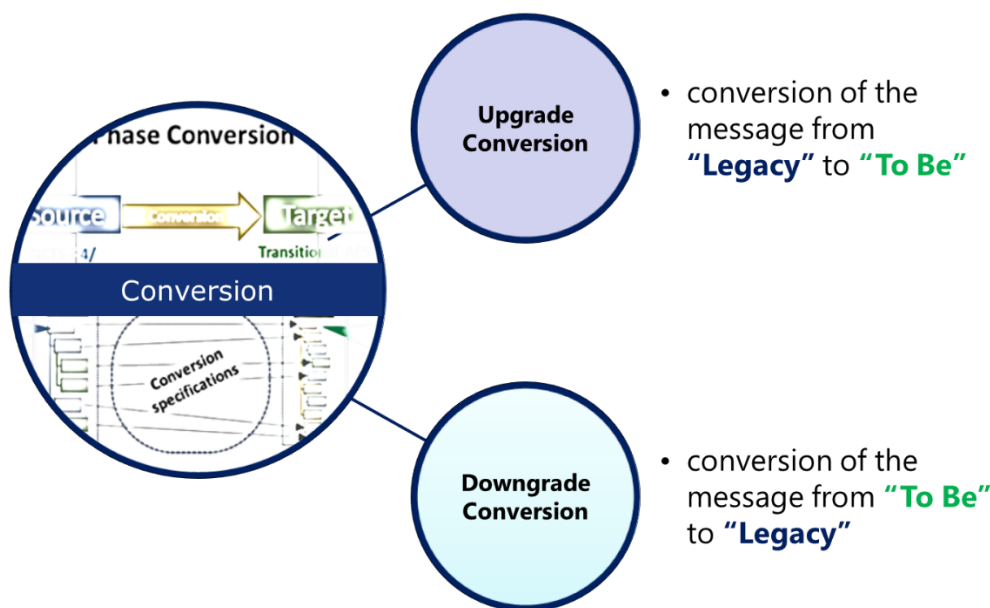 Phase Conversion
Source
Conversion
Target
4/
Conversion
Conversion
specifications
Upgrade
Conversion
• conversion of the
message from
“Legacy” to “To Be”
Downgrade
Conversion
• conversion of the
message from “To Be”
to “Legacy”